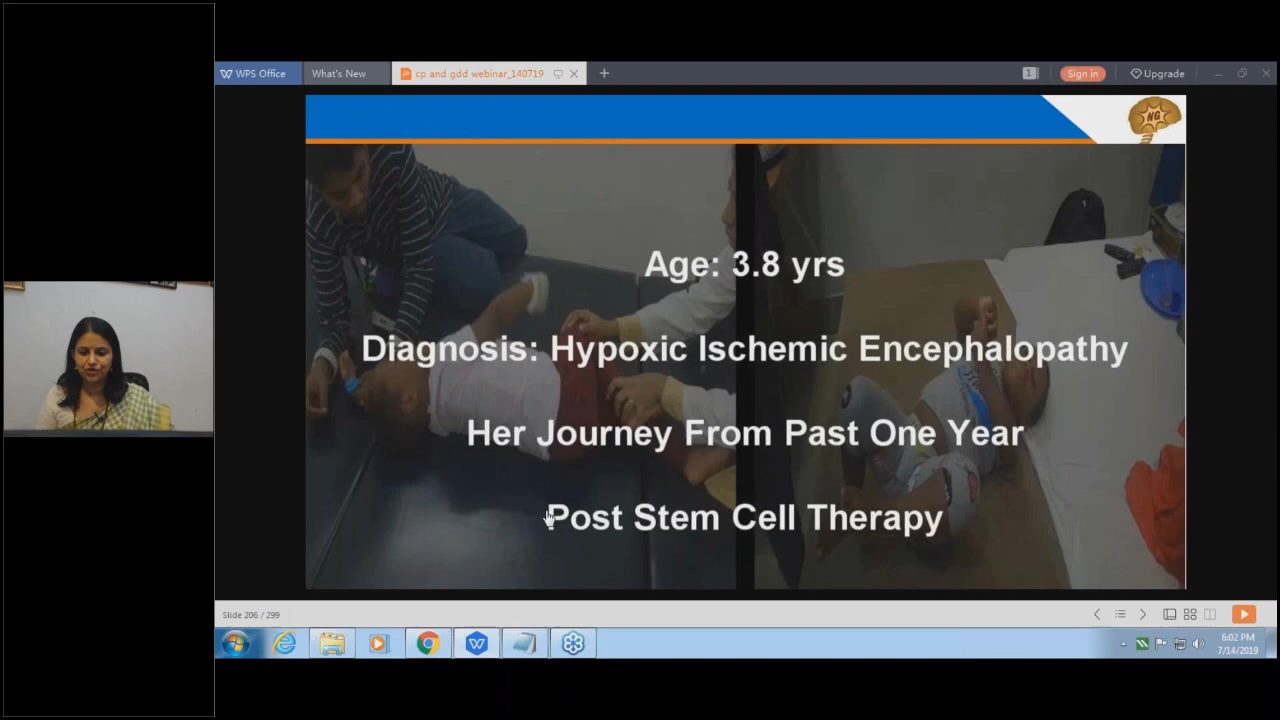 WPS Office
What's New
cp and gdd webinar_140719
1
Sign in
Upgrade
NG
Age: 3.8 yrs
Diagnosis: Hypoxic Ischemic Encephalopathy
Her Journey From Past One Year
Post Stem Cell Therapy
Slide 206 / 299
6:02 PM
7/14/2019